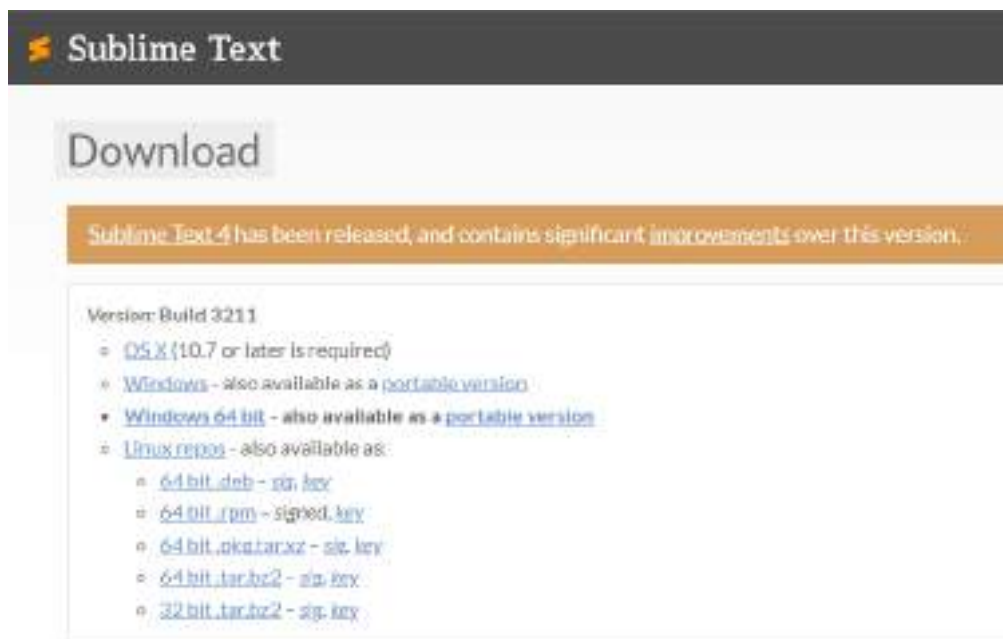 Sublime Text
Download
Sublime Text 4 has been released, and contains significant improvements over this version.
Version: Build 3211
OS X (10.7 or later is required)
Windows - also available as a portable version
Windows 64 bit - also available as a portable version
Linux repos - also available as:
64 bit .deb – sig, key
64 bit .rpm – signed, key
64 bit .pkg.tar.xz – sig, key
64 bit .tar.bz2 – sig, key
32 bit .tar.bz2 – sig, key